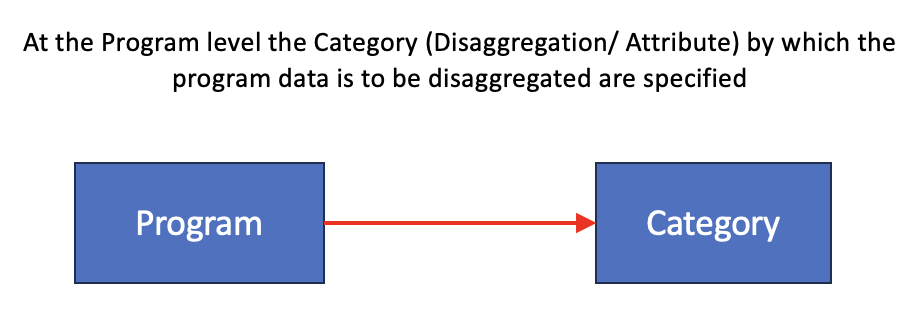 At the Program level the Category (Disaggregation/ Attribute) by which the
program data is to be disaggregated are specified
Program
Category